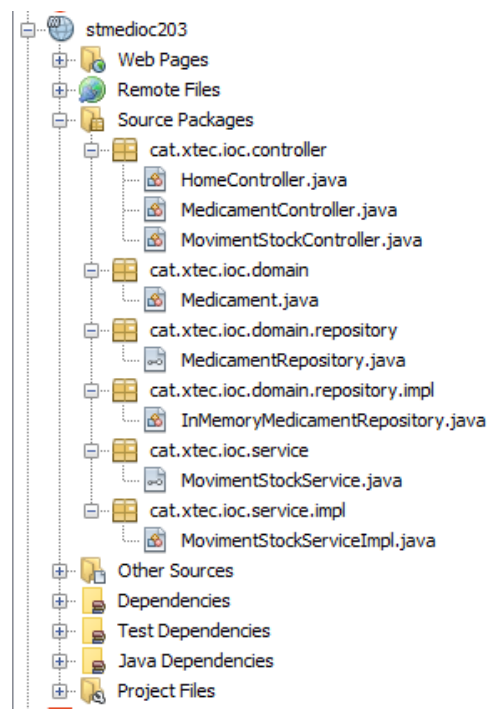 stmedioc203
Web Pages
Remote Files
Source Packages
cat.xtec.ioc.controller
HomeController.java
MedicamentController.java
MovimentStockController.java
cat.xtec.ioc.domain
Medicament.java
cat.xtec.ioc.domain.repository
MedicamentRepository.java
cat.xtec.ioc.domain.repository.impl
InMemoryMedicamentRepository.java
cat.xtec.ioc.service
MovimentStockService.java
cat.xtec.ioc.service.impl
MovimentStockServiceImpl.java
Other Sources
Dependencies
Test Dependencies
Java Dependencies
Project Files